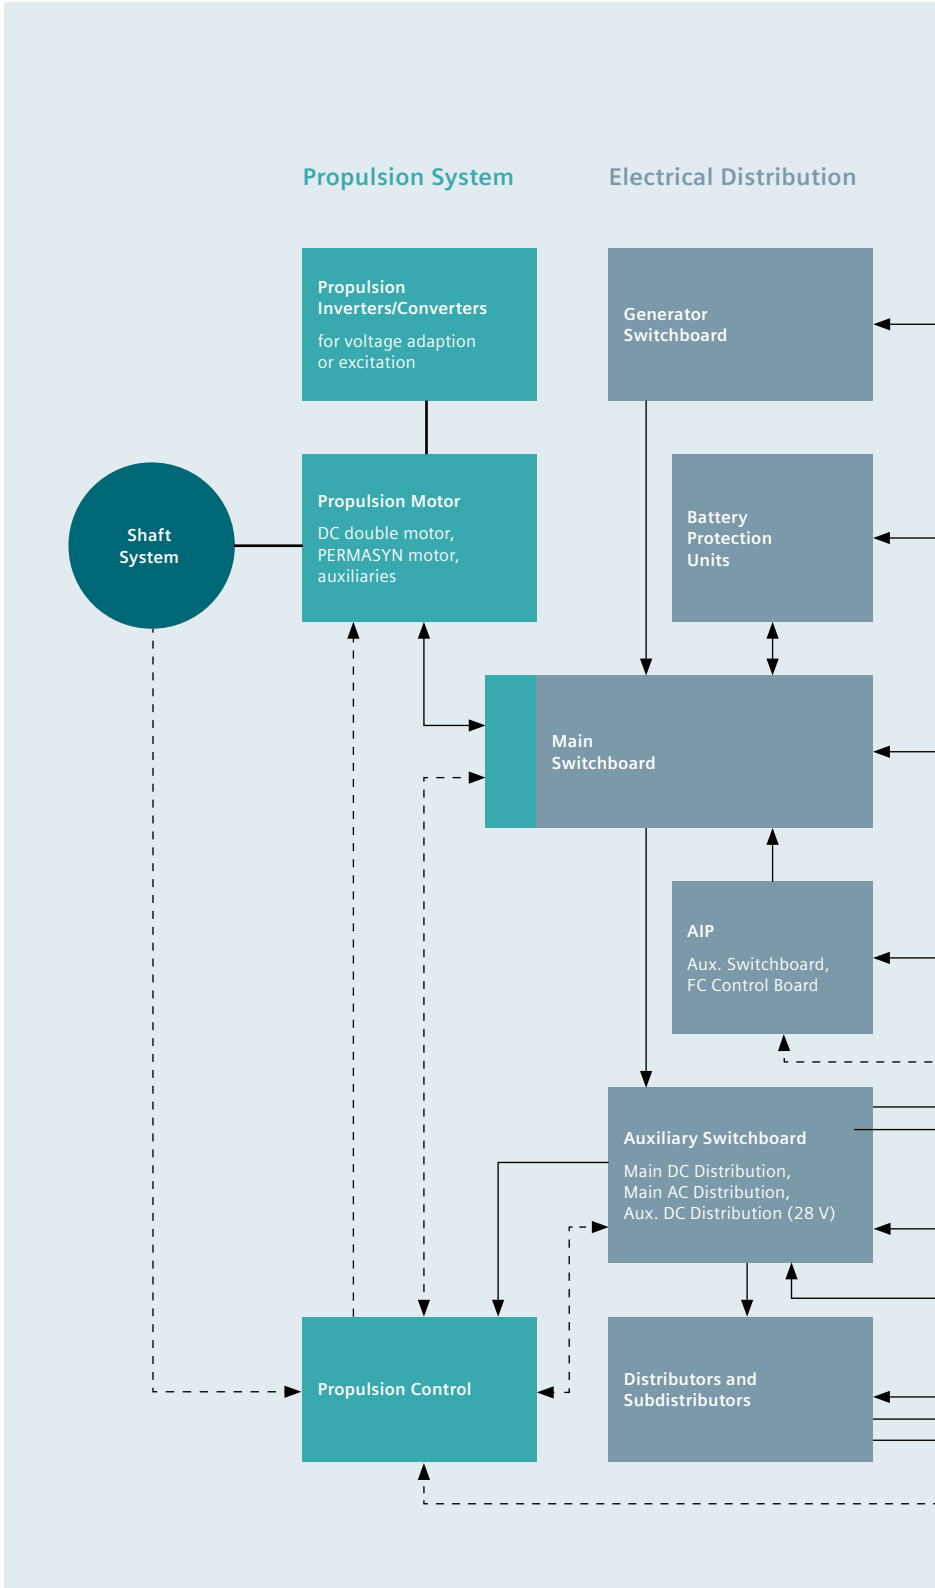 Propulsion System
Electrical Distribution
Propulsion
Inverters/Converters
for voltage adaption
or excitation
Generator
Switchboard
Shaft
System
Propulsion Motor
DC double motor,
PERMASYN motor,
auxiliaries
Battery
Protection
Units
Main
Switchboard
AIP
Aux. Switchboard,
FC Control Board
Auxiliary Switchboard
Main DC Distribution,
Main AC Distribution,
Aux. DC Distribution (28 V)
Propulsion Control
Distributors and
Subdistributors